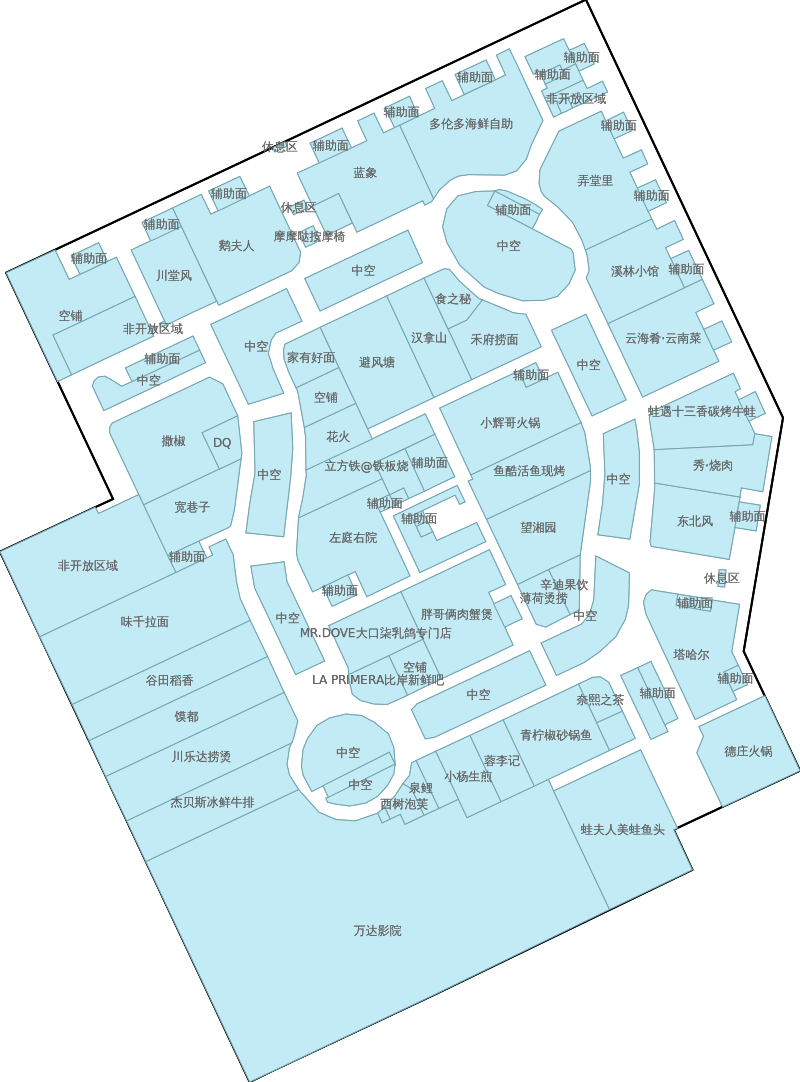 辅助面
辅助面
辅助面
非开放区域
辅助面
多伦多海鲜自助
辅助面
休息区
辅助面
蓝象
弄堂里
辅助面
辅助面
休息区
辅助面
辅助面
摩摩哒按摩椅
鹅夫人
中空
辅助面
川堂风
中空
溪林小馆
辅助面
食之秘
空铺
非开放区域
汉拿山
禾府捞面
云海肴·云南菜
中空
家有好面
辅助面
避风塘
中空
中空
辅助面
空铺
蛙遇十三香碳烤牛蛙
小辉哥火锅
花火
撒椒
DQ
立方铁@铁板烧
辅助面
鱼酷活鱼现烤
秀·烧肉
中空
中空
宽巷子
辅助面
辅助面
辅助面
东北风
望湘园
左庭右院
辅助面
非开放区域
休息区
辛迪果饮
薄荷烫捞
辅助面
辅助面
味千拉面
中空
胖哥俩肉蟹煲
中空
MR.DOVE大口柒乳鸽专门店
塔哈尔
空铺
谷田稻香
LA PRIMERA比岸新鲜吧
辅助面
中空
辅助面
奈熙之茶
馍都
青柠椒砂锅鱼
川乐达捞烫
中空
蓉李记
德庄火锅
小杨生煎
中空
泉鲤
杰贝斯冰鲜牛排
西树泡芙
蛙夫人美蛙鱼头
万达影院